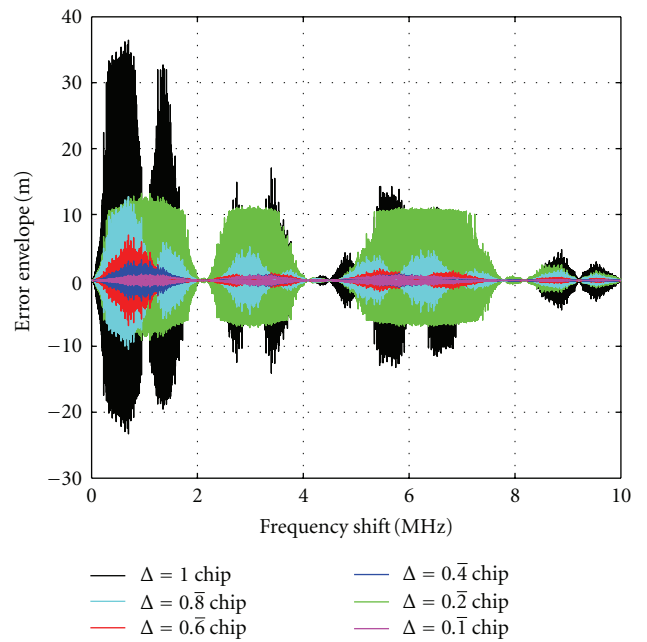 40
30
20
10
0
−10
−20
−30
Error envelope (m)
0 2 4 6 8 10
Frequency shift (MHz)
Δ = 1 chip
Δ = 0.8̅ chip
Δ = 0.6̅ chip
Δ = 0.4̅ chip
Δ = 0.2̅ chip
Δ = 0.1̅ chip